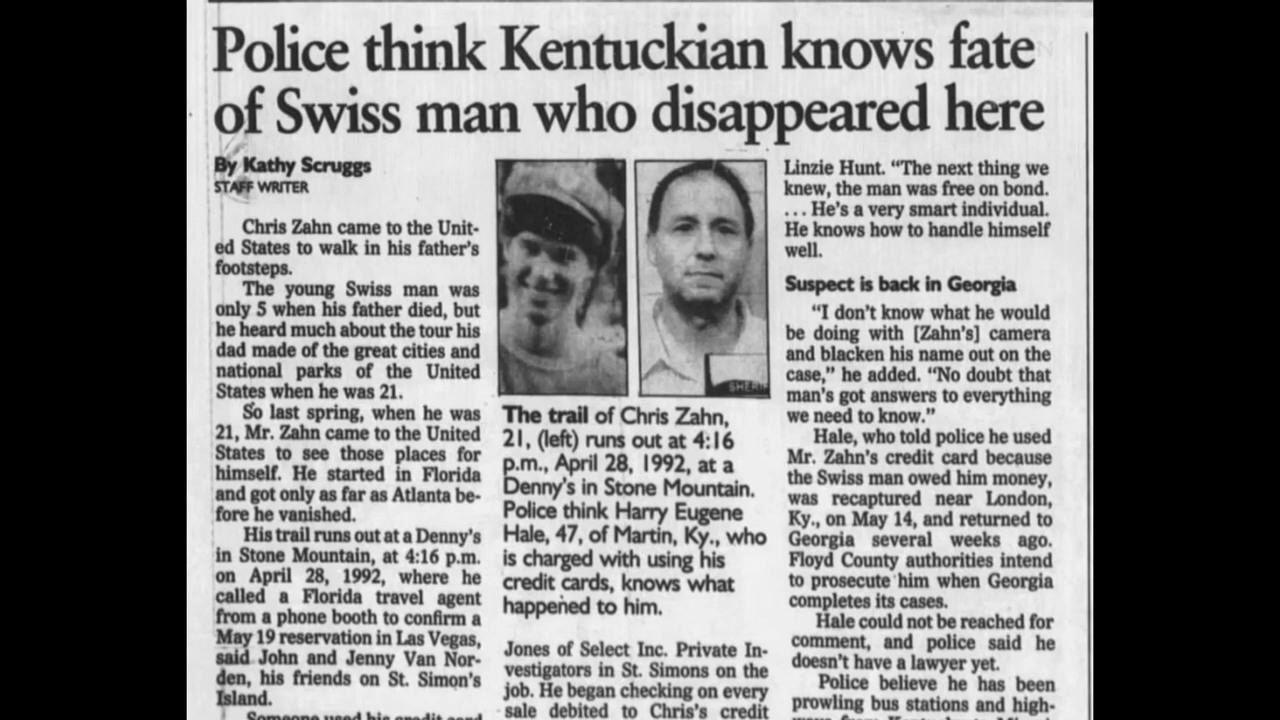 Police think Kentuckian knows fate
of Swiss man who disappeared here
By Kathy Scruggs
STAFF WRITER
Chris Zahn came to the Unit-
ed States to walk in his father's
footsteps.
The young Swiss man was
only 5 when his father died, but
he heard much about the tour his
dad made of the great cities and
national parks of the United
States when he was 21.
So last spring, when he was
21, Mr. Zahn came to the United
States to see those places for
himself. He started in Florida
and got only as far as Atlanta be-
fore he vanished.
His trail runs out at a Denny's
in Stone Mountain, at 4:16 p.m.
on April 28, 1992, where he
called a Florida travel agent
from a phone booth to confirm a
May 19 reservation in Las Vegas,
said John and Jenny Van Nor-
den, his friends on St. Simon's
Island.
Someone used his credit card
SHERIF
The trail of Chris Zahn,
21, (left) runs out at 4:16
p.m., April 28, 1992, at a
Denny's in Stone Mountain.
Police think Harry Eugene
Hale, 47, of Martin, Ky., who
is charged with using his
credit cards, knows what
happened to him.
Jones of Select Inc. Private In-
vestigators in St. Simons on the
job. He began checking on every
sale debited to Chris's credit
Linzie Hunt. "The next thing we
knew, the man was free on bond.
... He's a very smart individual.
He knows how to handle himself
well.
Suspect is back in Georgia
"I don't know what he would
be doing with [Zahn's] camera
and blacken his name out on the
case," he added. "No doubt that
man's got answers to everything
we need to know."
Hale, who told police he used
Mr. Zahn's credit card because
the Swiss man owed him money,
was recaptured near London,
Ky., on May 14, and returned to
Georgia several weeks ago.
Floyd County authorities intend
to prosecute him when Georgia
completes its cases.
Hale could not be reached for
comment, and police said he
doesn't have a lawyer yet.
Police believe he has been
prowling bus stations and high-